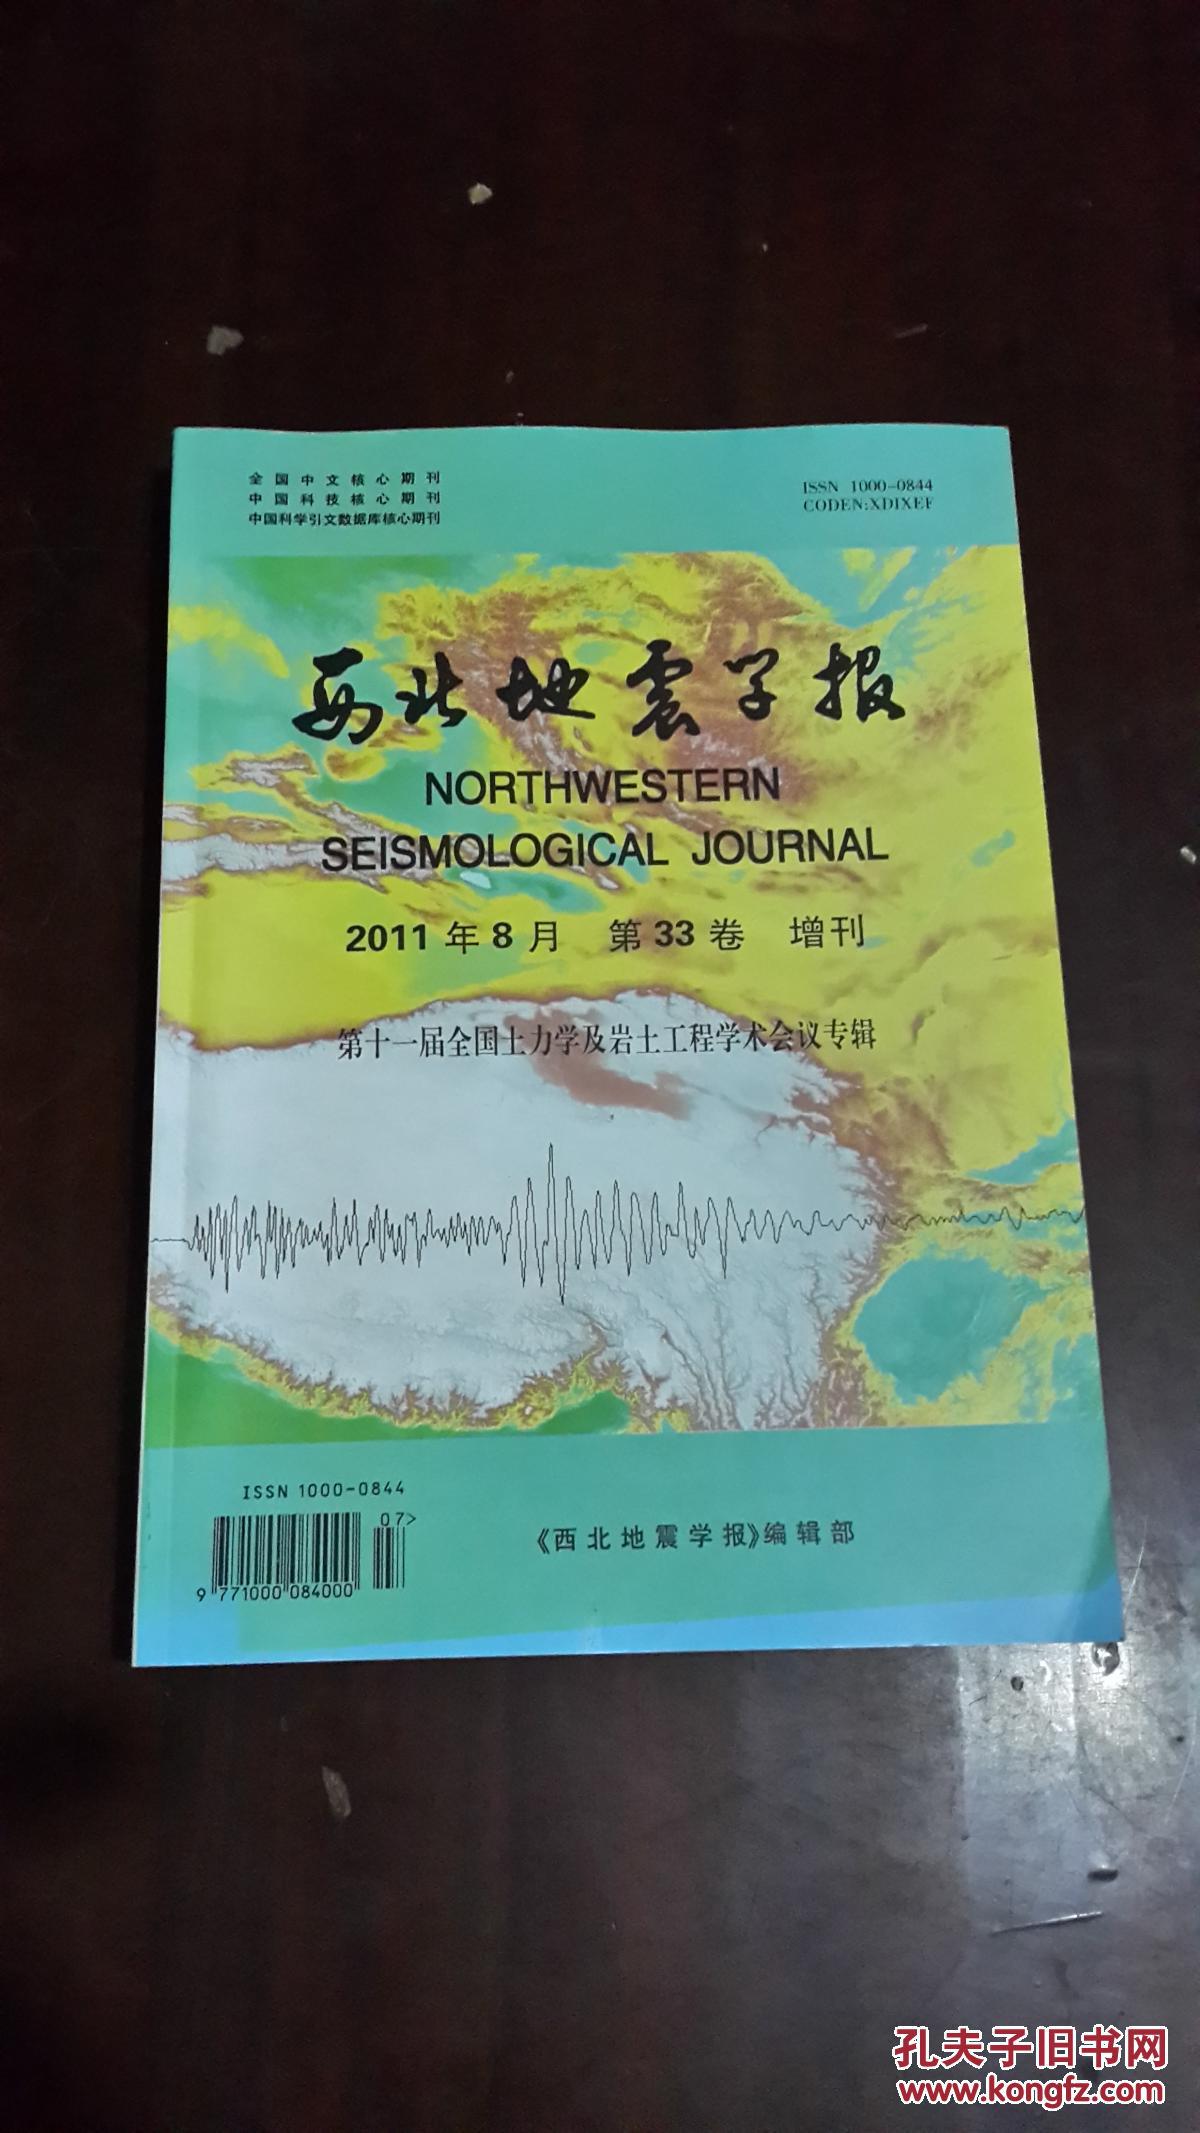 全国中文核心期刊
中国科技核心期刊
中国科学引文数据库核心期刊
ISSN 1000-0844
CODEN:XDIXEF
西北地震学报
NORTHWESTERN
SEISMOLOGICAL JOURNAL
2011年8月 第33卷 增刊
第十一届全国土力学及岩土工程学术会议专辑
ISSN 1000-0844
07>
9 771000 084000
《西北地震学报》编辑部
孔夫子旧书网
www.kongfz.com